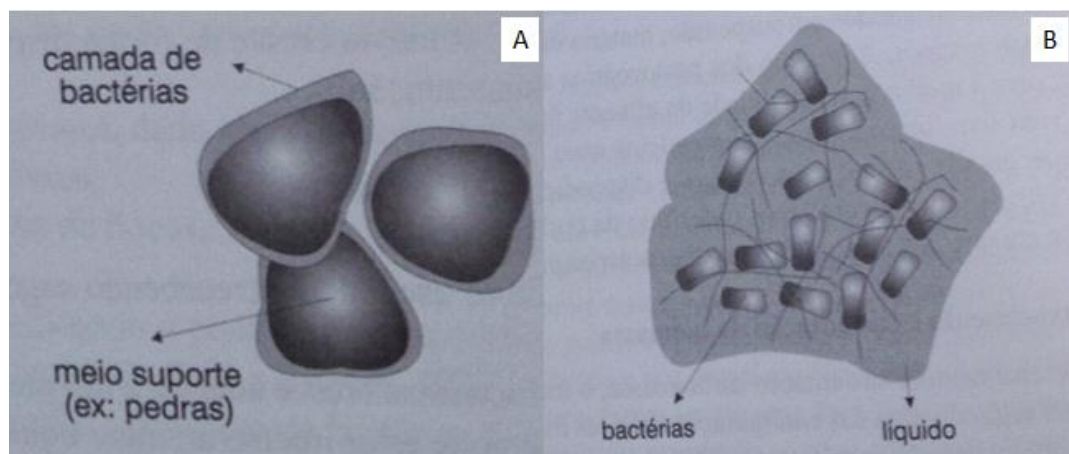 A
camada de
bactérias
meio suporte
(ex: pedras)
B
bactérias
líquido